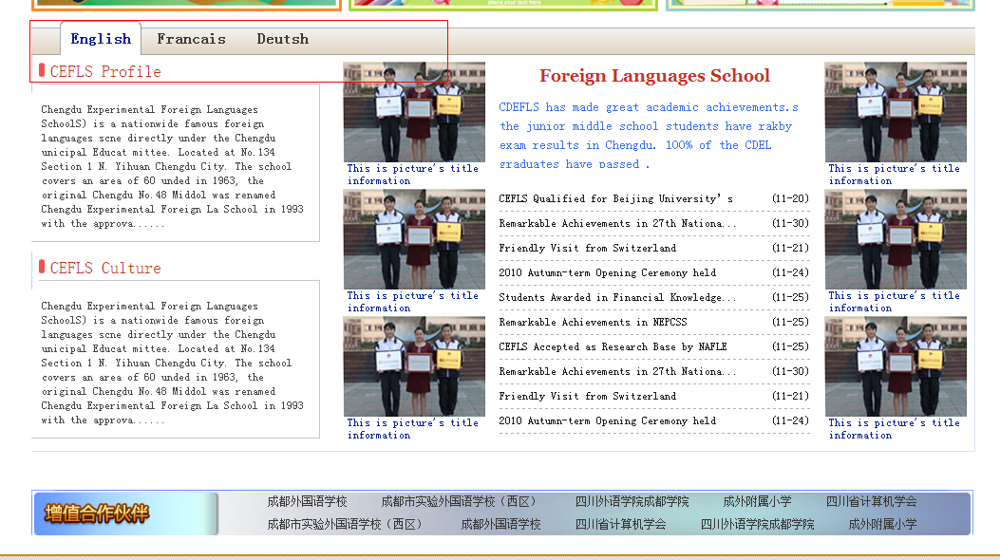 place your text here
English Francais Deutsh
CEFLS Profile
Chengdu Experimental Foreign Languages
SchoolS) is a nationwide famous foreign
languages scne directly under the Chengdu
unicipal Educat mittee. Located at No.134
Section 1 N. Yihuan Chengdu City. The school
covers an area of 60 unded in 1963, the
original Chengdu No.48 Middol was renamed
Chengdu Experimental Foreign La School in 1993
with the approva......
CEFLS Culture
Chengdu Experimental Foreign Languages
SchoolS) is a nationwide famous foreign
languages scne directly under the Chengdu
unicipal Educat mittee. Located at No.134
Section 1 N. Yihuan Chengdu City. The school
covers an area of 60 unded in 1963, the
original Chengdu No.48 Middol was renamed
Chengdu Experimental Foreign La School in 1993
with the approva......
This is picture's title
information
This is picture's title
information
This is picture's title
information
Foreign Languages School
CDEFLS has made great academic achievements.s
the junior middle school students have rakby
exam results in Chengdu. 100% of the CDEL
graduates have passed .
CEFLS Qualified for Beijing University’s (11-20)
Remarkable Achievements in 27th Nationa... (11-30)
Friendly Visit from Switzerland (11-21)
2010 Autumn-term Opening Ceremony held (11-24)
Students Awarded in Financial Knowledge... (11-25)
Remarkable Achievements in NEPCSS (11-25)
CEFLS Accepted as Research Base by NAFLE (11-25)
Remarkable Achievements in 27th Nationa... (11-30)
Friendly Visit from Switzerland (11-21)
2010 Autumn-term Opening Ceremony held (11-24)
This is picture's title
information
This is picture's title
information
This is picture's title
information
增值合作伙伴
成都外国语学校 成都市实验外国语学校（西区） 四川外语学院成都学院 成外附属小学 四川省计算机学会
成都市实验外国语学校（西区） 成都外国语学校 四川省计算机学会 四川外语学院成都学院 成外附属小学